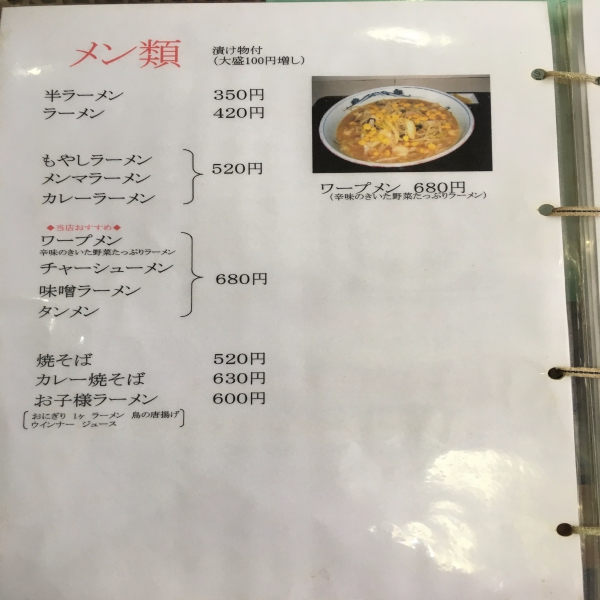 メン類 漬け物付
(大盛100円増し)
半ラーメン 350円
ラーメン 420円
もやしラーメン
メンマラーメン 520円
カレーラーメン
ワープメン 680円
(辛味のきいた野菜たっぷりラーメン)
◆当店おすすめ◆
ワープメン
辛味のきいた野菜たっぷりラーメン
チャーシューメン
味噌ラーメン 680円
タンメン
焼そば 520円
カレー焼そば 630円
お子様ラーメン 600円
[おにぎり 1ヶ ラーメン 鳥の唐揚げ
ウインナー ジュース]